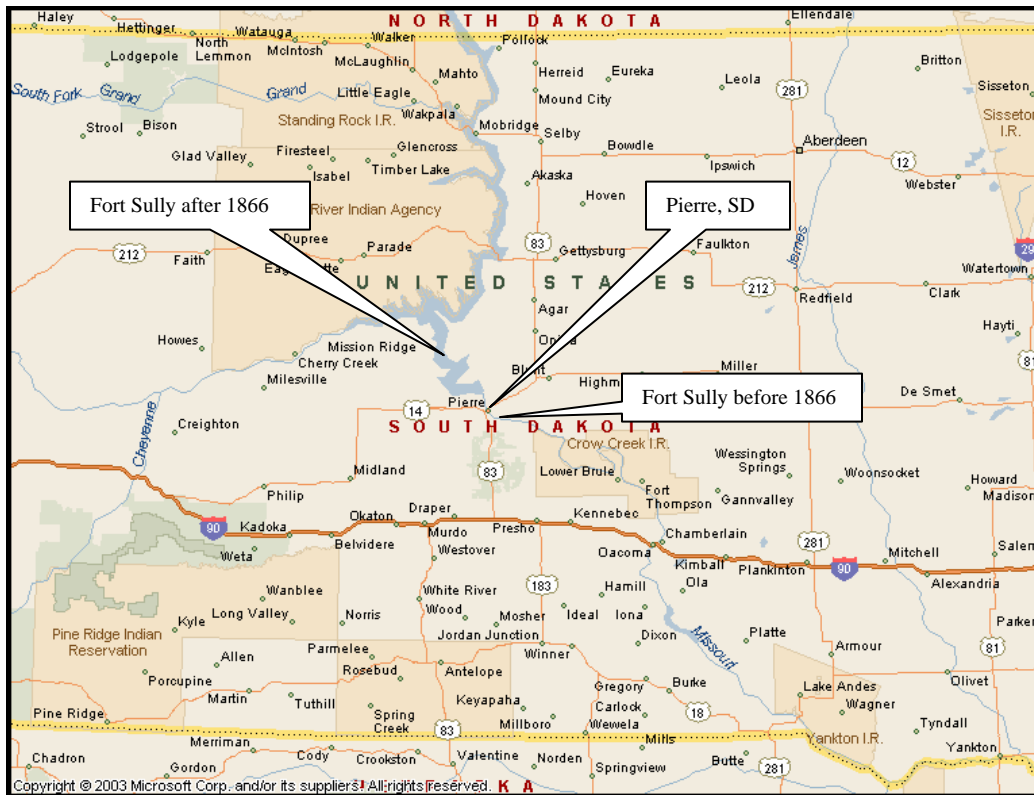 NORTH DAKOTA
Haley
Hettinger
Watauga
Walker
Ellendale
North Lemmon
McIntosh
Pollock
Lodgepole
McLaughlin
Mahto
Herreid
Eureka
Leola
Britton
281
South Fork Grand
Grand
Little Eagle
Mound City
Sisseton
Wakpala
Standing Rock I.R.
Sisseton I.R.
Strool
Bison
Mobridge
Selby
Aberdeen
Glad Valley
Firesteel
Glencross
Bowdle
Ipswich
12
Isabel
Timber Lake
Akaska
Webster
Hoven
Fort Sully after 1866
Pierre, SD
River Indian Agency
James
Dupree
Parade
83
Gettysburg
Faulkton
212
Faith
29
Watertown
UNITED STATES
212
Redfield
Clark
Agar
Howes
Mission Ridge
Hayti
Cherry Creek
Blunt
Miller
81
Milesville
Highm
Fort Sully before 1866
De Smet
Pierre
14
Creighton
SOUTH DAKOTA
Cheyenne
Crow Creek I.R.
Wessington Springs
Midland
83
Lower Brule
Woonsocket
Philip
Fort Thompson
Gannvalley
Howard
Madison
Draper
Kennebec
90
Kadoka
Okaton
Murdo
Presho
Chamberlain
281
Mitchell
Salem
Weta
Belvidere
Westover
Oacoma
Kimball
Plankinton
90
Ola
Alexandria
183
Hamill
Wanblee
White River
Long Valley
Norris
Wood
Mosher
Ideal
Iona
Kyle
Jordan Junction
Dixon
Missouri
Platte
Parker
Pine Ridge Indian Reservation
Parmelee
Winner
Armour
81
Allen
Rosebud
Antelope
Porcupine
Martin
Tuthill
Keyapaha
Gregory
Burke
Lake Andes
Olivet
Carlock
18
Wagner
Pine Ridge
Spring Creek
Millboro
Wewela
Yankton I.R.
Tyndall
Merriman
Cody
83
Mills
Yankton
Chadron
Crookston
Valentine
Norden
Butte
Gordon
Springview
281
Copyright © 2003 Microsoft Corp. and/or its suppliers. All rights reserved.